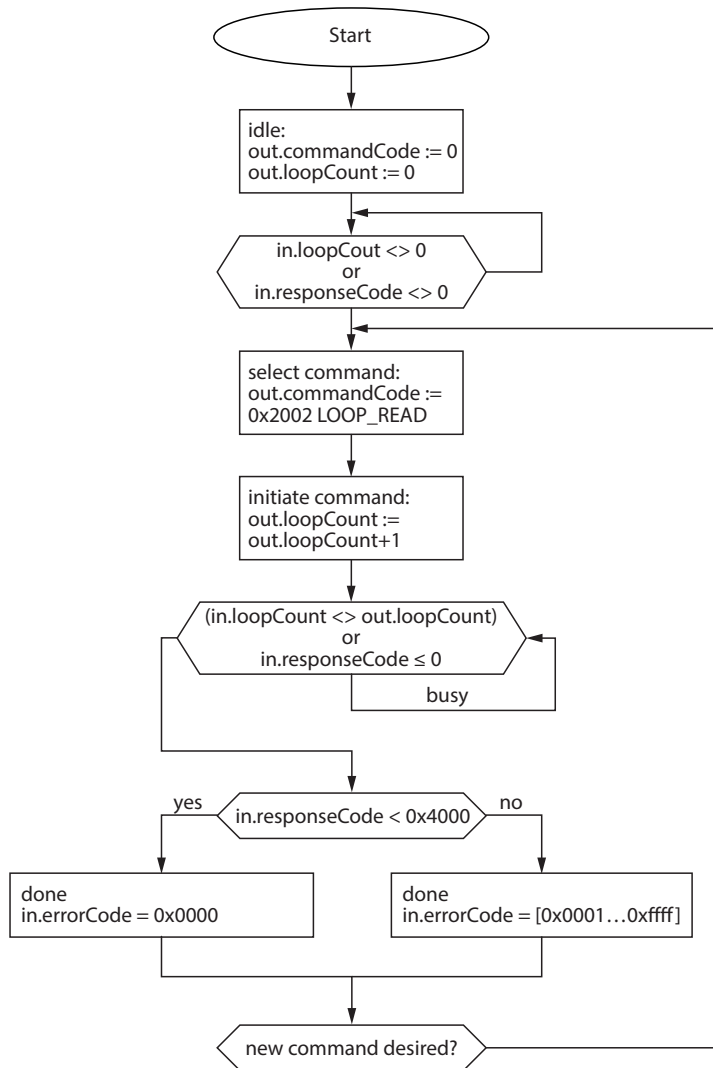 Start
idle:
out.commandCode := 0
out.loopCount := 0
in.loopCout <> 0
or
in.responseCode <> 0
select command:
out.commandCode :=
0x2002 LOOP_READ
initiate command:
out.loopCount :=
out.loopCount+1
(in.loopCount <> out.loopCount)
or
in.responseCode ≤ 0
busy
yes
in.responseCode < 0x4000
no
done
in.errorCode = 0x0000
done
in.errorCode = [0x0001…0xffff]
new command desired?